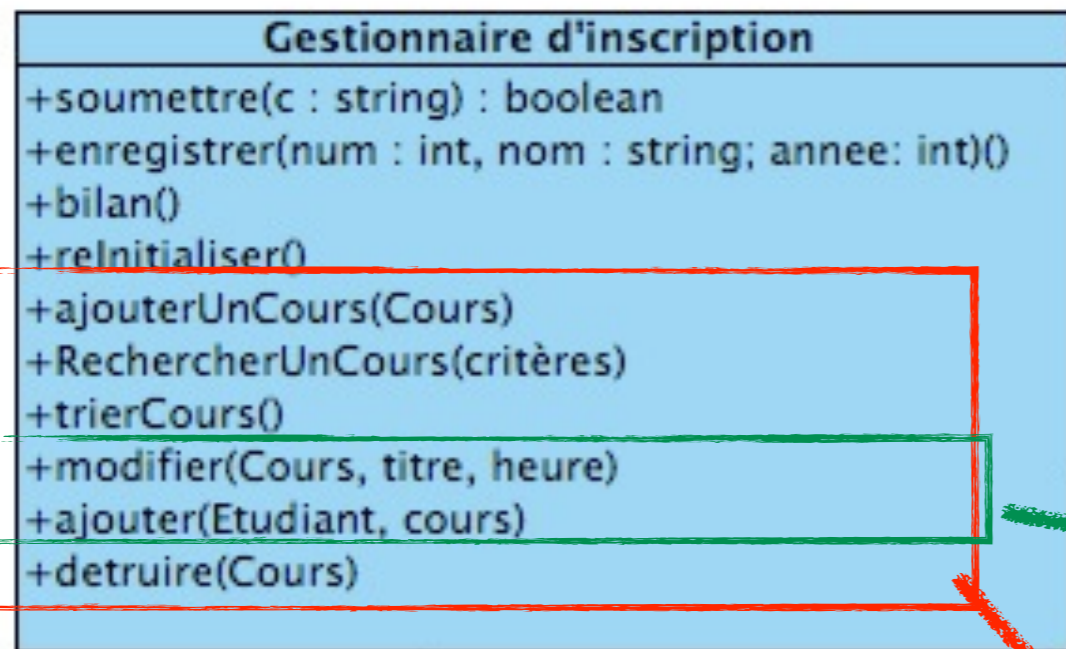 Gestionnaire d'inscription
+soumettre(c : string) : boolean
+enregistrer(num : int, nom : string; annee: int)()
+bilan()
+reInitialiser()
+ajouterUnCours(Cours)
+RechercherUnCours(critères)
+trierCours()
+modifier(Cours, titre, heure)
+ajouter(Etudiant, cours)
+detruire(Cours)